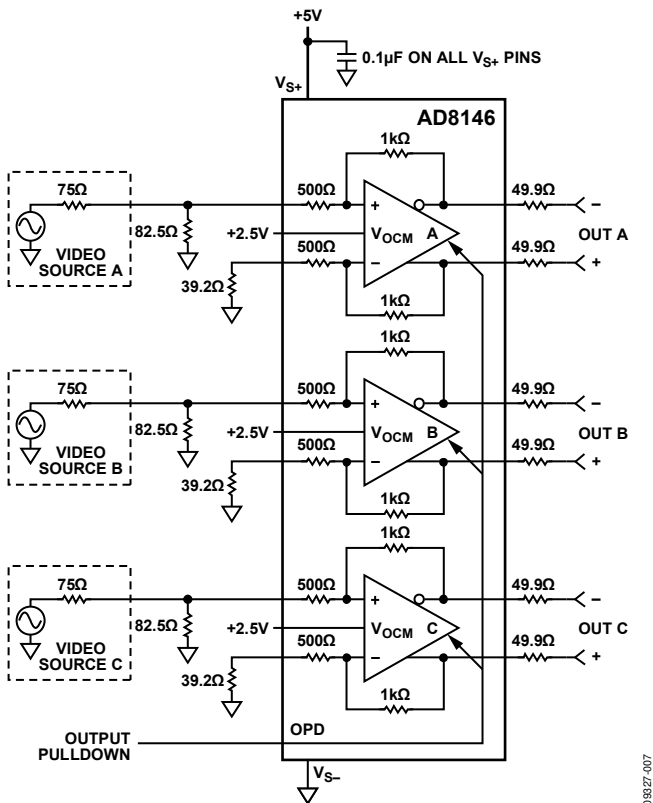 +5V
0.1µF ON ALL VS+ PINS
VS+
AD8146
1kΩ
75Ω
500Ω
+
49.9Ω
−
82.5Ω
+2.5V
VOCM
A
OUT A
VIDEO
SOURCE A
500Ω
−
49.9Ω
+
39.2Ω
1kΩ
1kΩ
75Ω
500Ω
+
49.9Ω
−
82.5Ω
+2.5V
VOCM
B
OUT B
VIDEO
SOURCE B
500Ω
−
49.9Ω
+
39.2Ω
1kΩ
1kΩ
75Ω
500Ω
+
49.9Ω
−
82.5Ω
+2.5V
VOCM
C
OUT C
VIDEO
SOURCE C
500Ω
−
49.9Ω
+
39.2Ω
1kΩ
OUTPUT
PULLDOWN
OPD
VS−
09327-007